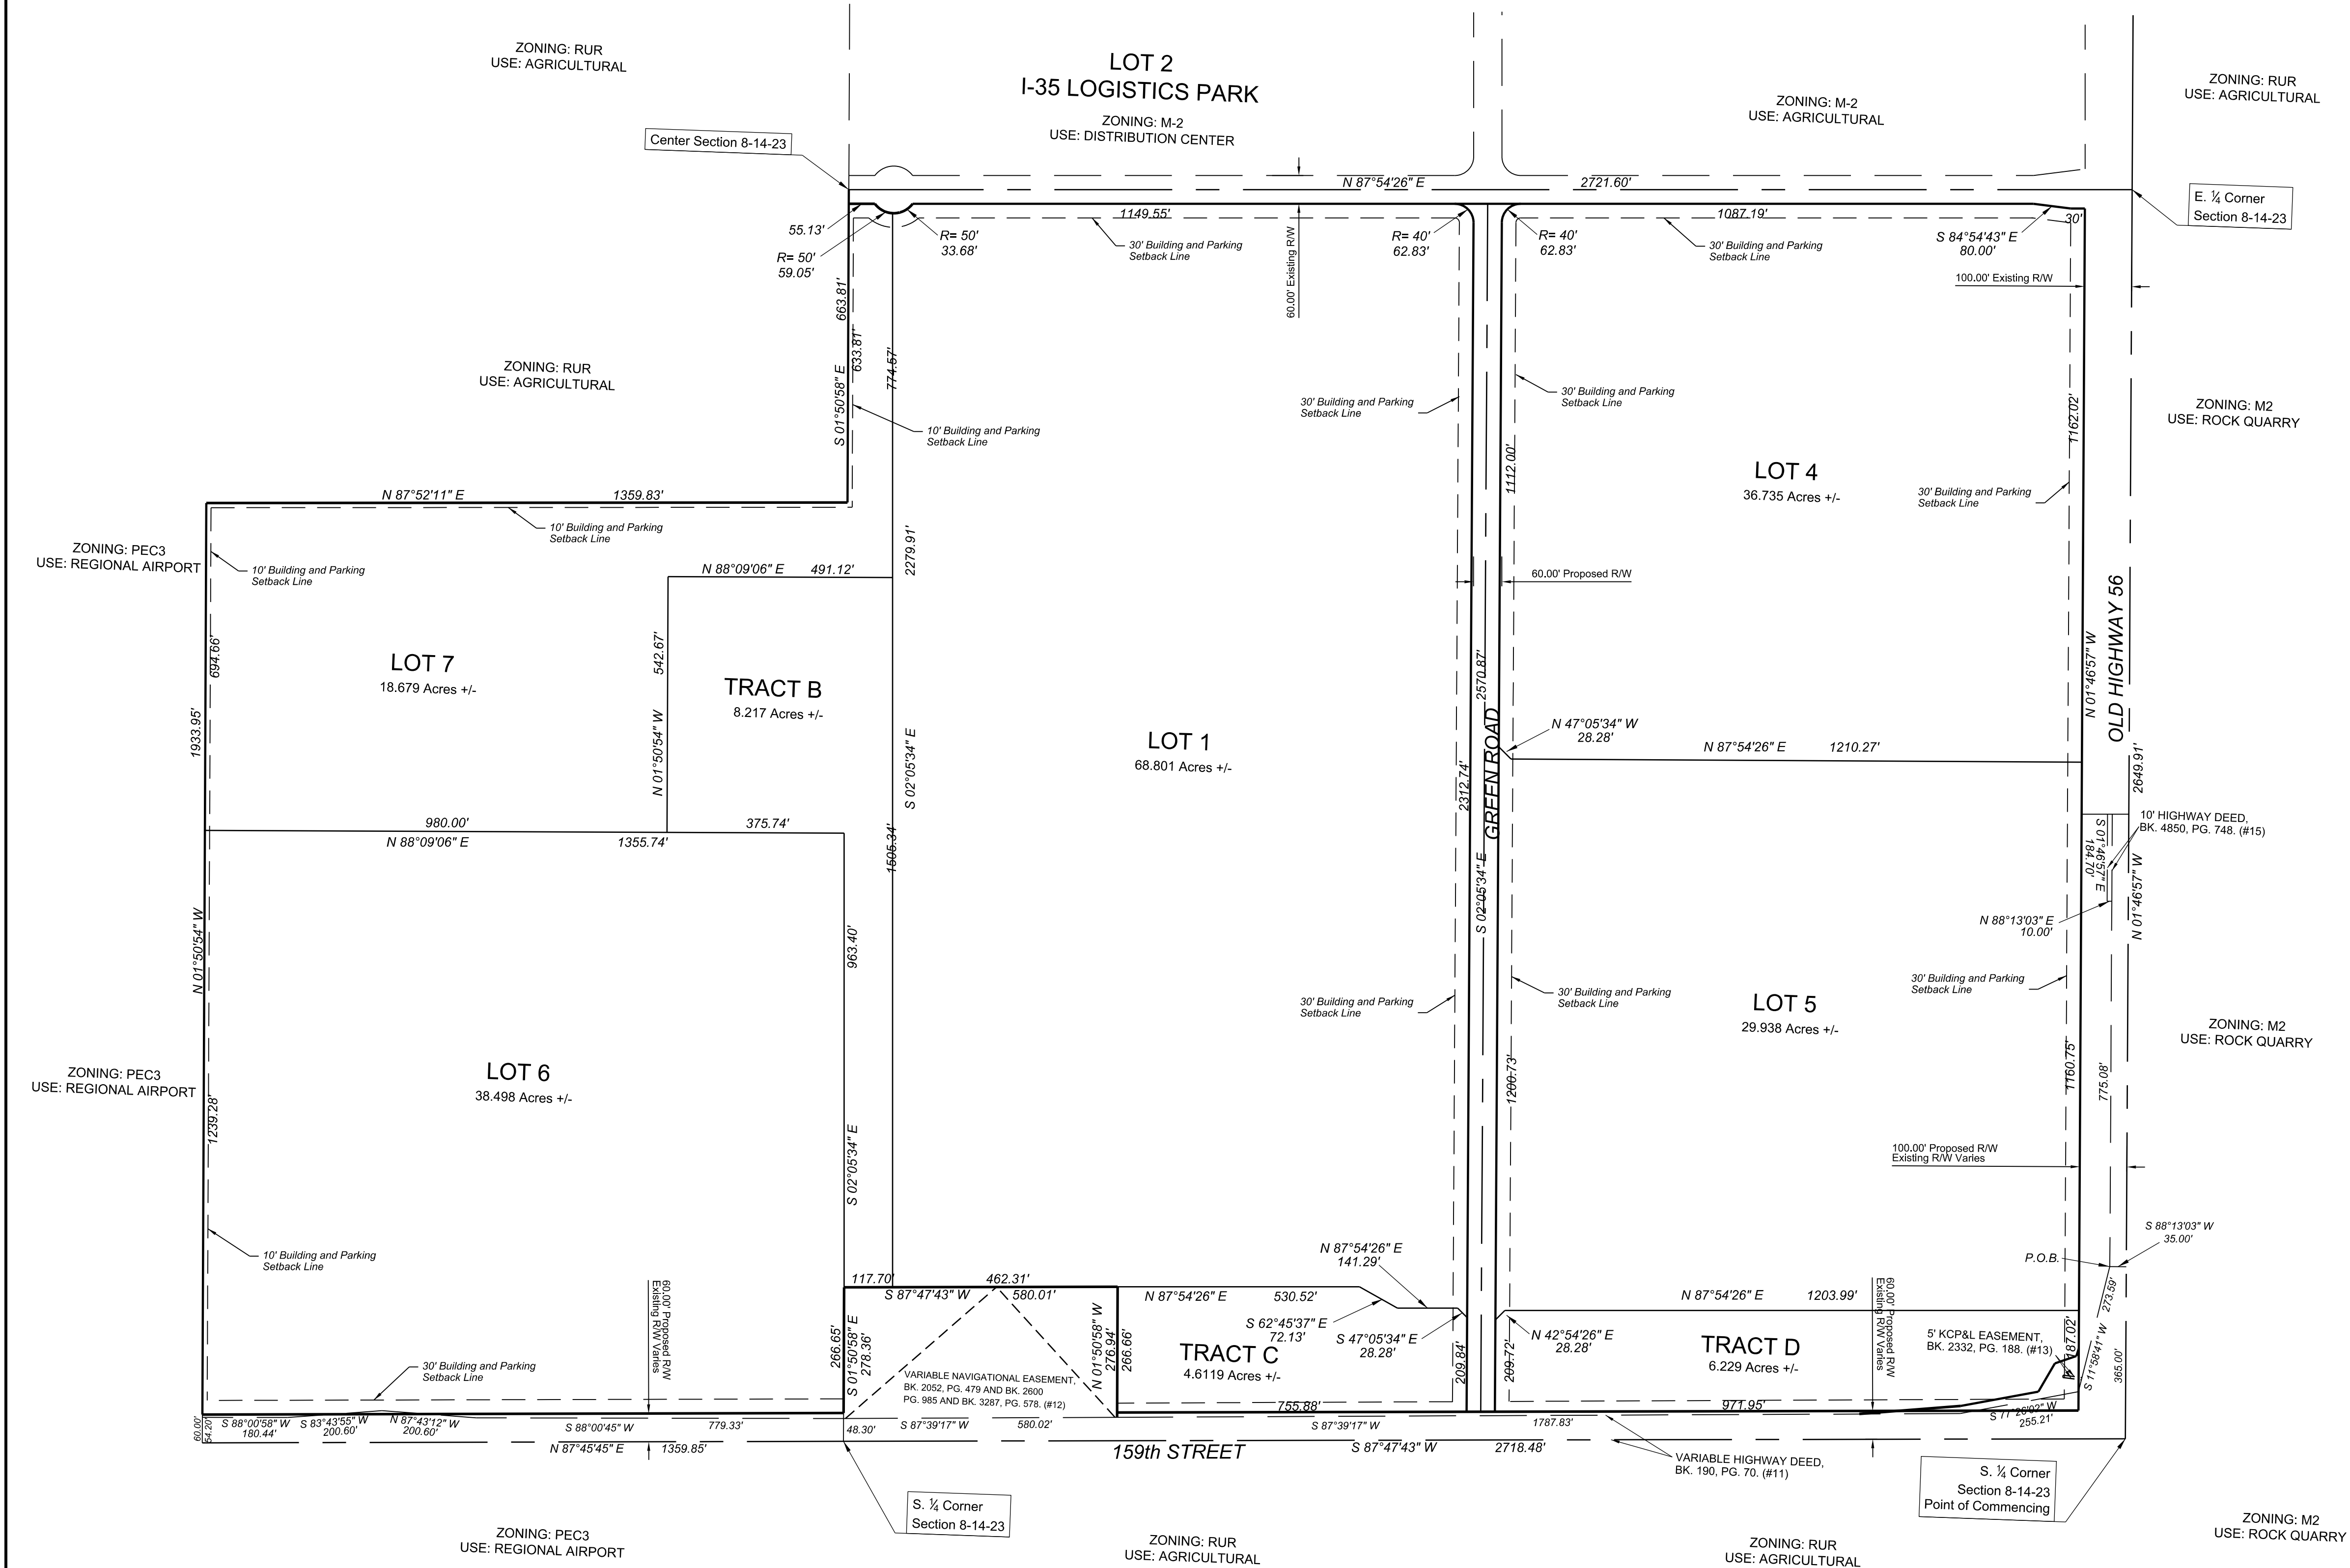 ZONING: RUR
USE: AGRICULTURAL
LOT 2
I-35 LOGISTICS PARK
ZONING: M-2
USE: DISTRIBUTION CENTER
ZONING: M-2
USE: AGRICULTURAL
ZONING: RUR
USE: AGRICULTURAL
Center Section 8-14-23
N 87°54'26" E
2721.60'
E. ¼ Corner
Section 8-14-23
55.13'
R= 50'
59.05'
R= 50'
33.68'
1149.55'
30' Building and Parking
Setback Line
60.00' Existing R/W
R= 40'
62.83'
R= 40'
62.83'
1087.19'
30' Building and Parking
Setback Line
S 84°54'43" E
80.00'
30'
100.00' Existing R/W
663.81'
S 01°50'58" E
633.81'
774.57'
ZONING: RUR
USE: AGRICULTURAL
10' Building and Parking
Setback Line
30' Building and Parking
Setback Line
30' Building and Parking
Setback Line
1112.00'
LOT 4
36.735 Acres +/-
30' Building and Parking
Setback Line
1162.02'
ZONING: M2
USE: ROCK QUARRY
N 87°52'11" E
1359.83'
10' Building and Parking
Setback Line
ZONING: PEC3
USE: REGIONAL AIRPORT
10' Building and Parking
Setback Line
N 88°09'06" E
491.12'
2279.91'
60.00' Proposed R/W
694.66'
1933.95'
LOT 7
18.679 Acres +/-
542.67'
N 01°50'54" W
TRACT B
8.217 Acres +/-
S 02°05'34" E
LOT 1
68.801 Acres +/-
2570.87'
2312.74'
GREEN ROAD
N 47°05'34" W
28.28'
N 87°54'26" E
1210.27'
N 01°46'57" W
OLD HIGHWAY 56
2649.91'
980.00'
375.74'
N 88°09'06" E
1355.74'
1505.34'
S 02°05'34" E
10' HIGHWAY DEED,
BK. 4850, PG. 748. (#15)
S 01°46'57" E
184.70'
N 01°46'57" W
N 88°13'03" E
10.00'
N 01°50'54" W
963.40'
30' Building and Parking
Setback Line
30' Building and Parking
Setback Line
LOT 5
29.938 Acres +/-
30' Building and Parking
Setback Line
ZONING: M2
USE: ROCK QUARRY
ZONING: PEC3
USE: REGIONAL AIRPORT
LOT 6
38.498 Acres +/-
1239.28'
S 02°05'34" E
1200.73'
1160.75'
775.08'
100.00' Proposed R/W
Existing R/W Varies
10' Building and Parking
Setback Line
S 88°13'03" W
35.00'
P.O.B.
117.70'
462.31'
S 87°47'43" W
580.01'
N 87°54'26" E
141.29'
N 87°54'26" E
530.52'
S 62°45'37" E
72.13'
S 47°05'34" E
28.28'
N 87°54'26" E
1203.99'
273.59'
60.00' Proposed R/W
Existing R/W Varies
266.65'
S 01°50'58" E
278.36'
N 01°50'58" W
276.94'
266.66'
TRACT C
4.6119 Acres +/-
209.84'
209.72'
N 42°54'26" E
28.28'
TRACT D
6.229 Acres +/-
60.00' Proposed R/W
Existing R/W Varies
5' KCP&L EASEMENT,
BK. 2332, PG. 188. (#13)
187.02'
S 11°58'41" W
365.00'
30' Building and Parking
Setback Line
VARIABLE NAVIGATIONAL EASEMENT,
BK. 2052, PG. 479 AND BK. 2600
PG. 985 AND BK. 3287, PG. 578. (#12)
755.88'
971.95'
60.00'
54.20'
S 88°00'58" W
180.44'
S 83°43'55" W
200.60'
N 87°43'12" W
200.60'
S 88°00'45" W
779.33'
48.30'
S 87°39'17" W
580.02'
S 87°39'17" W
1787.83'
S 77°26'02" W
255.21'
N 87°45'45" E
1359.85'
159th STREET
S 87°47'43" W
2718.48'
VARIABLE HIGHWAY DEED,
BK. 190, PG. 70. (#11)
S. ¼ Corner
Section 8-14-23
S. ¼ Corner
Section 8-14-23
Point of Commencing
ZONING: PEC3
USE: REGIONAL AIRPORT
ZONING: RUR
USE: AGRICULTURAL
ZONING: RUR
USE: AGRICULTURAL
ZONING: M2
USE: ROCK QUARRY